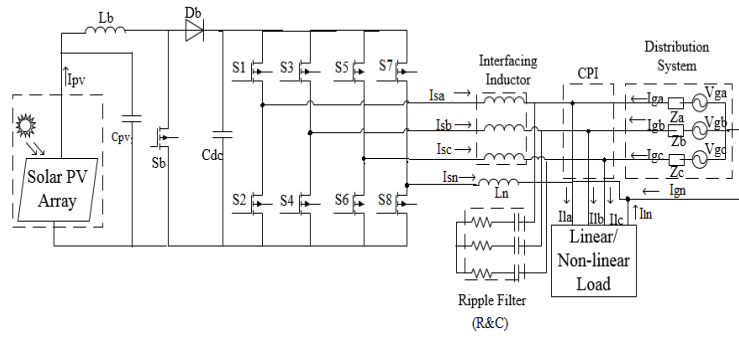 Lb
Db
Ipv
Cpv
Sb
Cdc
Solar PV
Array
S1
S3
S5
S7
S2
S4
S6
S8
Isa
Isb
Isc
Isn
Interfacing
Inductor
Ln
CPI
Distribution
System
Iga
Igb
Igc
Za
Zb
Zc
Vga
Vgb
Vgc
Ign
Ila
Ilb
Ilc
Iln
Linear/
Non-linear
Load
Ripple Filter
(R&C)